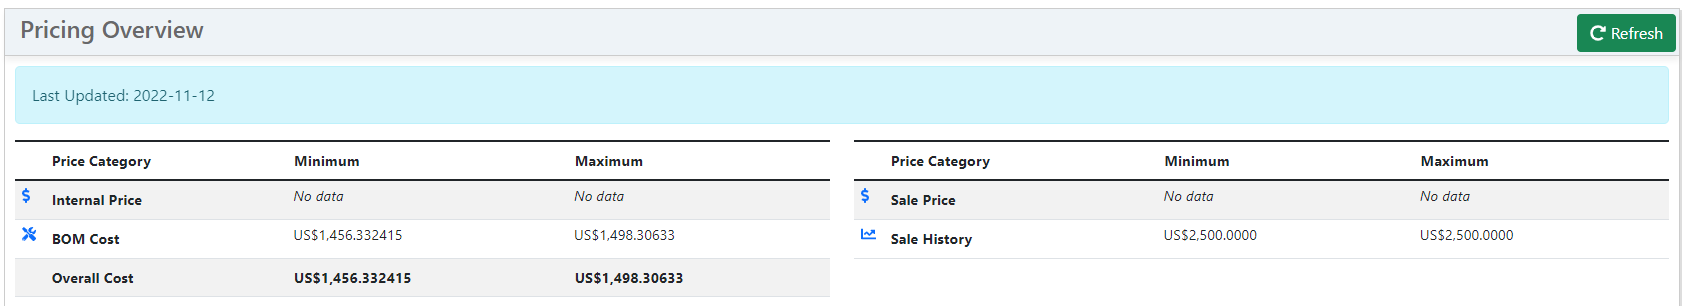 Pricing Overview
Refresh
Last Updated: 2022-11-12
Price Category Minimum Maximum
Internal Price No data No data
BOM Cost US$1,456.332415 US$1,498.30633
Overall Cost US$1,456.332415 US$1,498.30633
Price Category Minimum Maximum
Sale Price No data No data
Sale History US$2,500.0000 US$2,500.0000